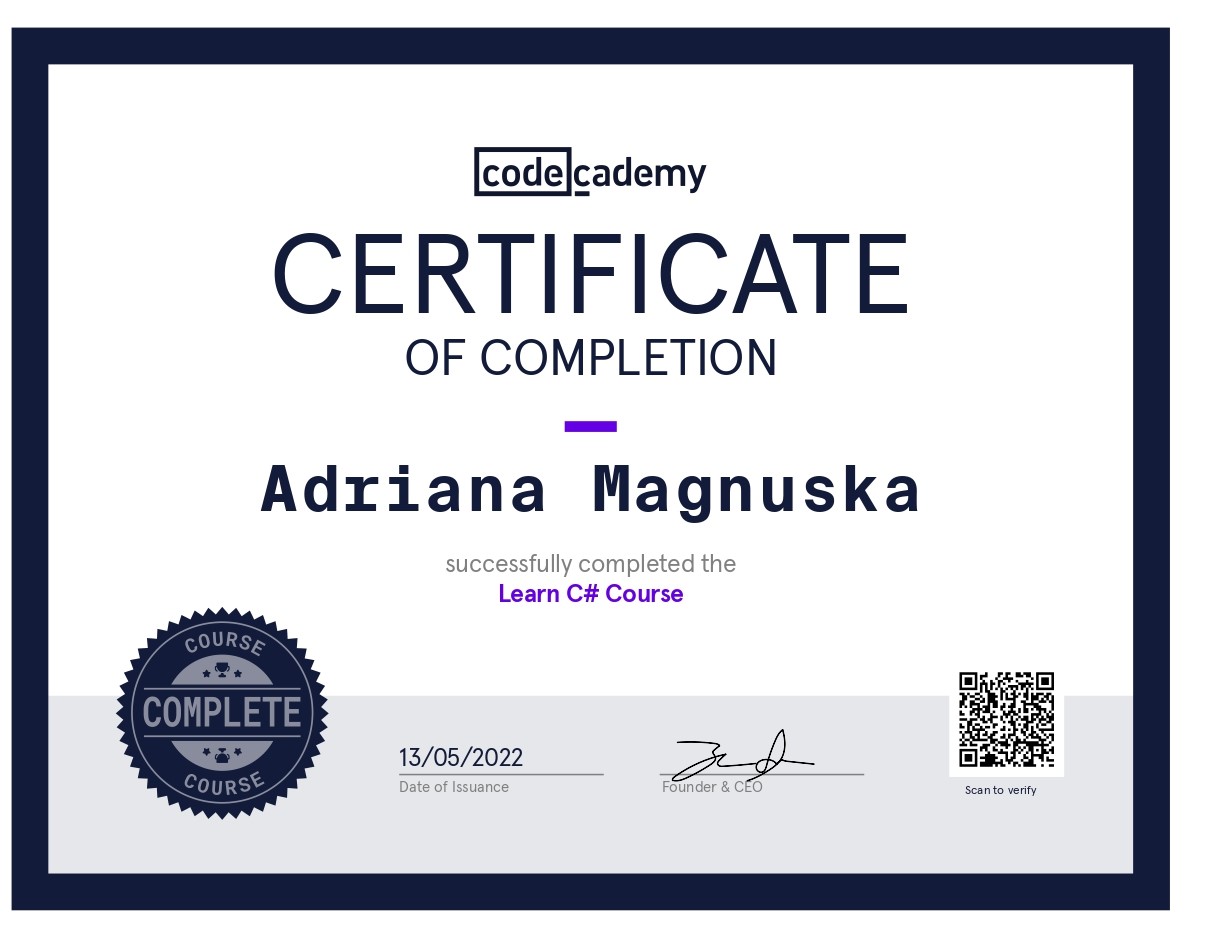 codecademy
CERTIFICATE
OF COMPLETION
Adriana Magnuska
successfully completed the
Learn C# Course
COURSE
COMPLETE
COURSE
13/05/2022
Date of Issuance
Founder & CEO
Scan to verify